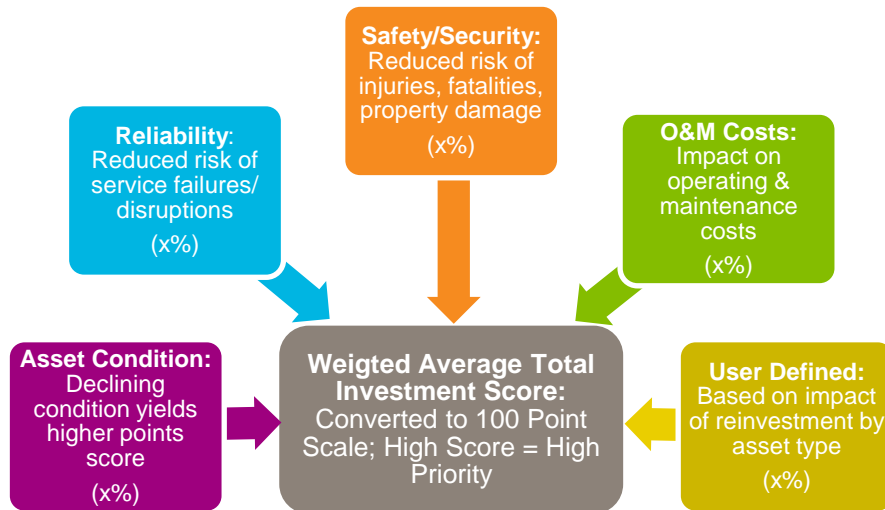 Safety/Security:
Reduced risk of
injuries, fatalities,
property damage
(x%)
Reliability:
Reduced risk of
service failures/
disruptions
(x%)
O&M Costs:
Impact on
operating &
maintenance
costs
(x%)
Asset Condition:
Declining
condition yields
higher points
score
(x%)
Weigted Average Total
Investment Score:
Converted to 100 Point
Scale; High Score = High
Priority
User Defined:
Based on impact
of reinvestment by
asset type
(x%)